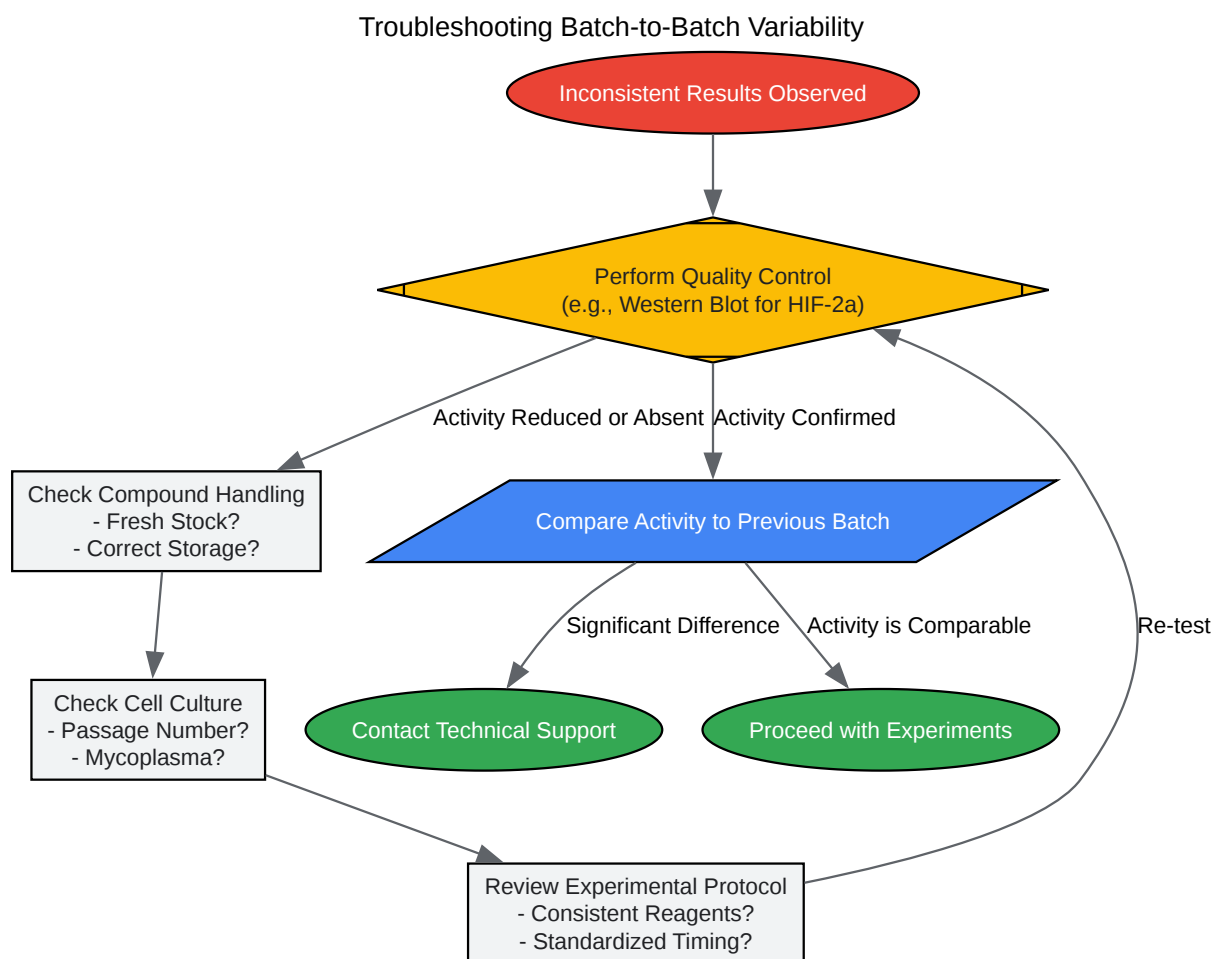 Troubleshooting Batch-to-Batch Variability
Inconsistent Results Observed
Perform Quality Control
(e.g., Western Blot for HIF-2a)
Activity Reduced or Absent
Activity Confirmed
Check Compound Handling
- Fresh Stock?
- Correct Storage?
Compare Activity to Previous Batch
Significant Difference
Activity is Comparable
Re-test
Check Cell Culture
- Passage Number?
- Mycoplasma?
Contact Technical Support
Proceed with Experiments
Review Experimental Protocol
- Consistent Reagents?
- Standardized Timing?